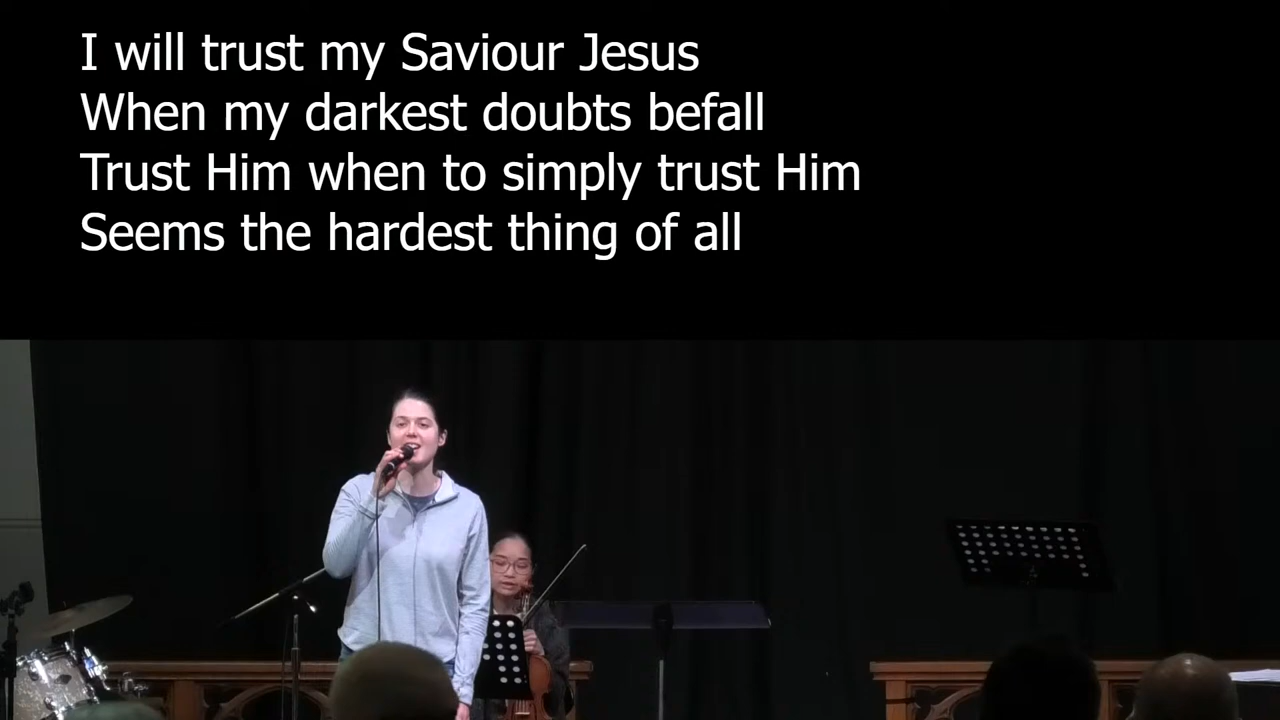 I will trust my Saviour Jesus
When my darkest doubts befall
Trust Him when to simply trust Him
Seems the hardest thing of all